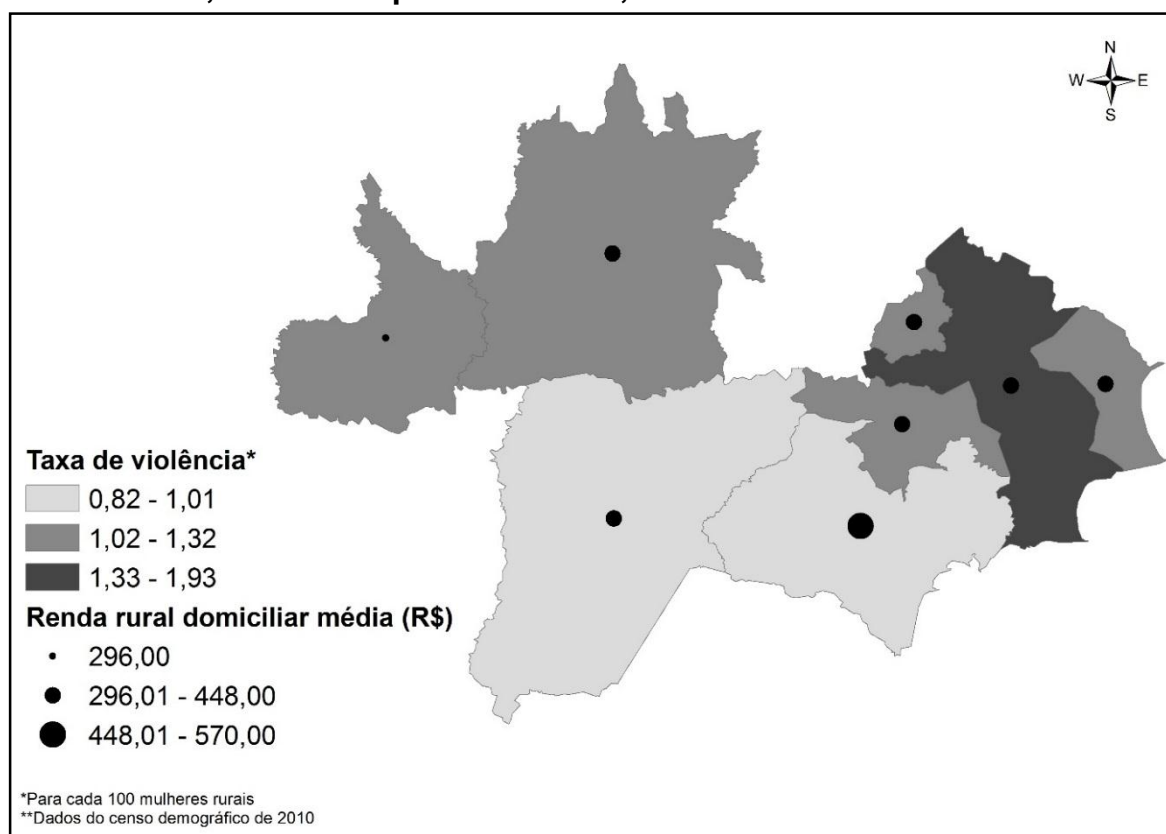 N
W E
S
Taxa de violência*
0,82 - 1,01
1,02 - 1,32
1,33 - 1,93
Renda rural domiciliar média (R$)
296,00
296,01 - 448,00
448,01 - 570,00
*Para cada 100 mulheres rurais
**Dados do censo demográfico de 2010